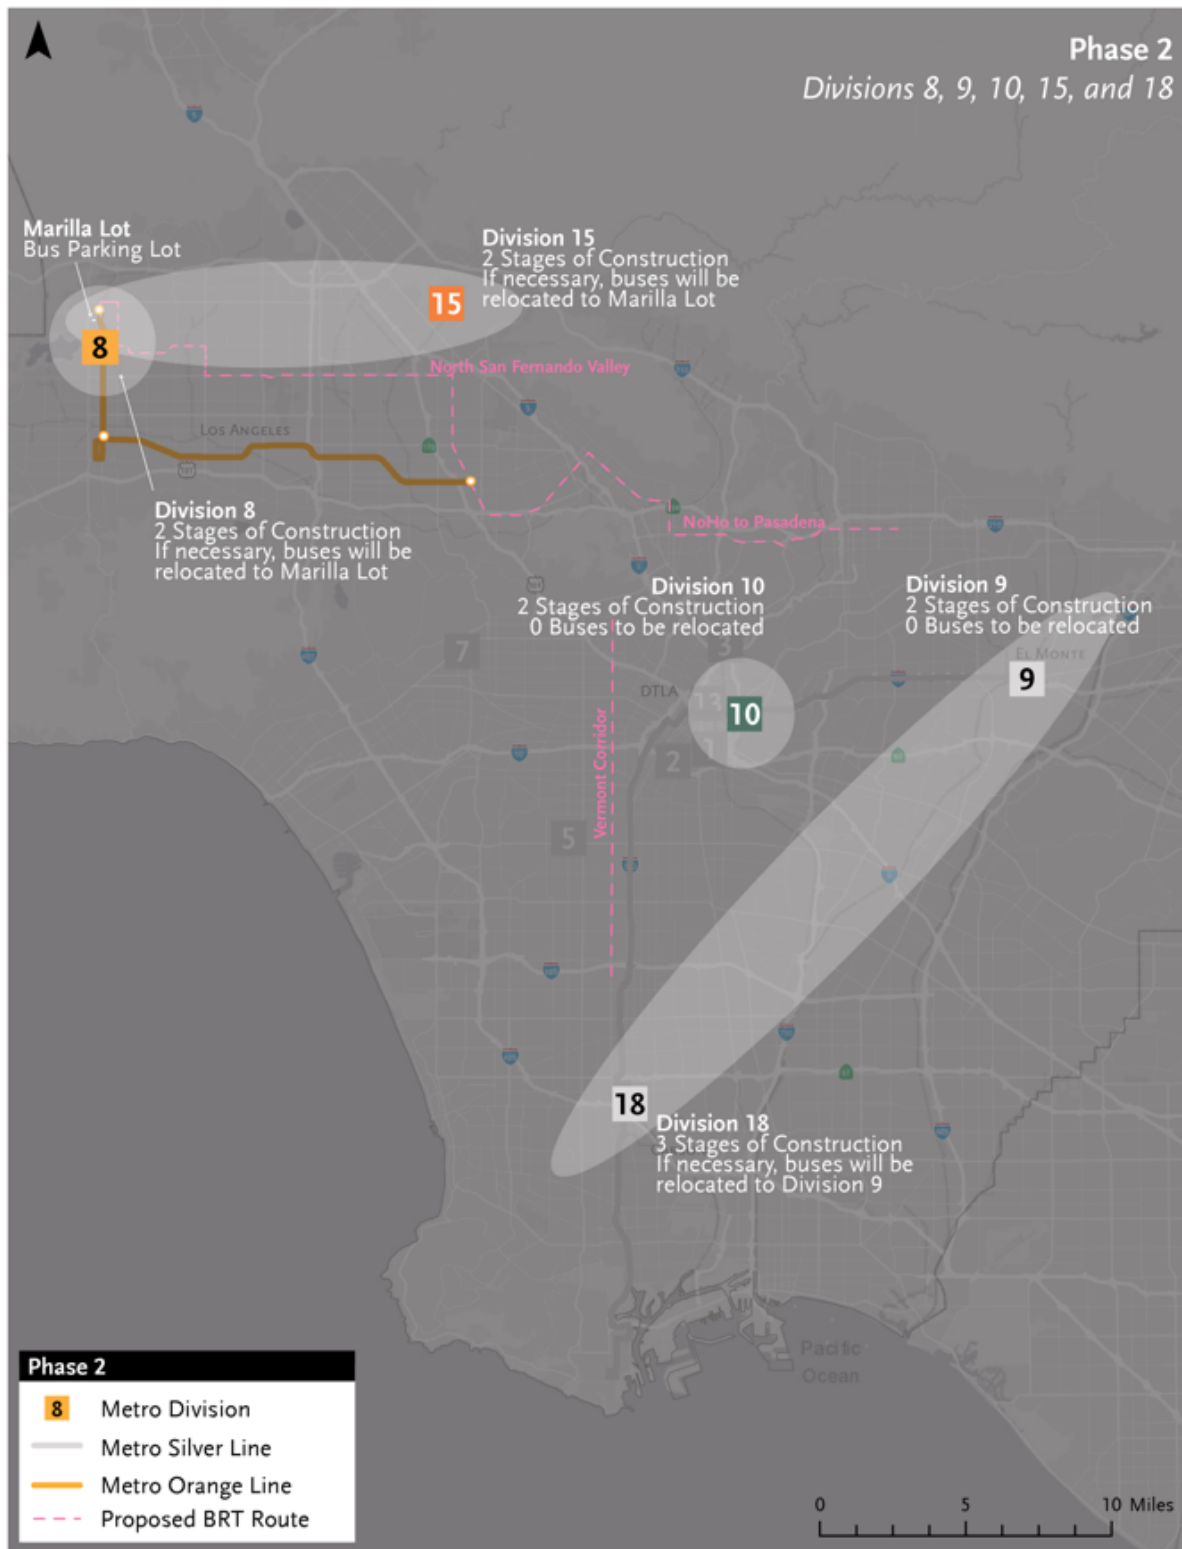 Phase 2
Divisions 8, 9, 10, 15, and 18
Marilla Lot
Bus Parking Lot
Division 15
2 Stages of Construction
If necessary, buses will be
relocated to Marilla Lot
15
8
North San Fernando Valley
Los Angeles
Division 8
2 Stages of Construction
If necessary, buses will be
relocated to Marilla Lot
NoHo to Pasadena
Division 10
2 Stages of Construction
0 Buses to be relocated
Division 9
2 Stages of Construction
0 Buses to be relocated
7
3
El Monte
9
DTLA
13
10
Vermont Corridor
2
1
5
18
Division 18
3 Stages of Construction
If necessary, buses will be
relocated to Division 9
Pacific
Ocean
Phase 2
8 Metro Division
Metro Silver Line
Metro Orange Line
Proposed BRT Route
0 5 10 Miles